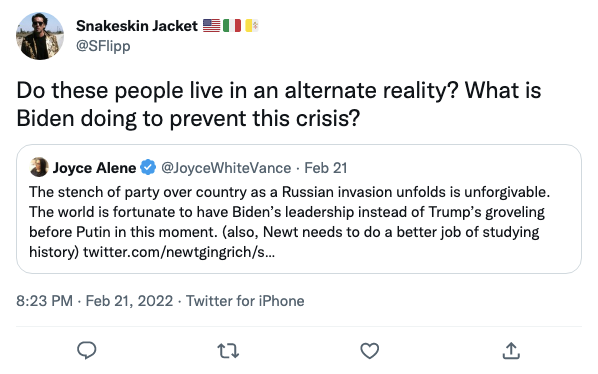 Snakeskin Jacket 🇺🇸🇮🇹🇻🇦
@SFlipp
Do these people live in an alternate reality? What is
Biden doing to prevent this crisis?
Joyce Alene @JoyceWhiteVance · Feb 21
The stench of party over country as a Russian invasion unfolds is unforgivable.
The world is fortunate to have Biden’s leadership instead of Trump’s groveling
before Putin in this moment. (also, Newt needs to do a better job of studying
history) twitter.com/newtgingrich/s…
8:23 PM · Feb 21, 2022 · Twitter for iPhone